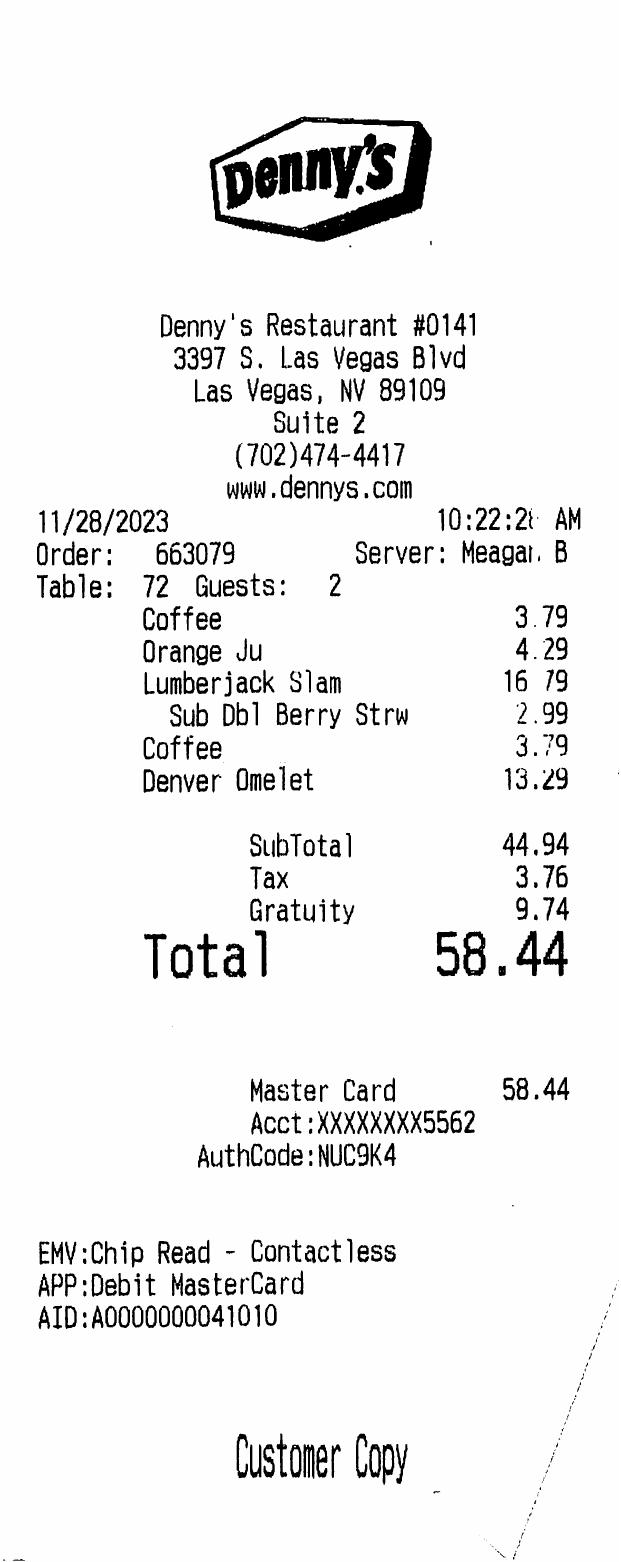 Denny's
Denny's Restaurant #0141
3397 S. Las Vegas Blvd
Las Vegas, NV 89109
Suite 2
(702)474-4417
www.dennys.com
11/28/2023 10:22:28 AM
Order: 663079 Server: Meagan B
Table: 72 Guests: 2
Coffee 3.79
Orange Ju 4.29
Lumberjack Slam 16.79
Sub Dbl Berry Strw 2.99
Coffee 3.79
Denver Omelet 13.29
SubTotal 44.94
Tax 3.76
Gratuity 9.74
Total 58.44
Master Card 58.44
Acct:XXXXXXXX5562
AuthCode:NUC9K4
EMV:Chip Read - Contactless
APP:Debit MasterCard
AID:A0000000041010
Customer Copy